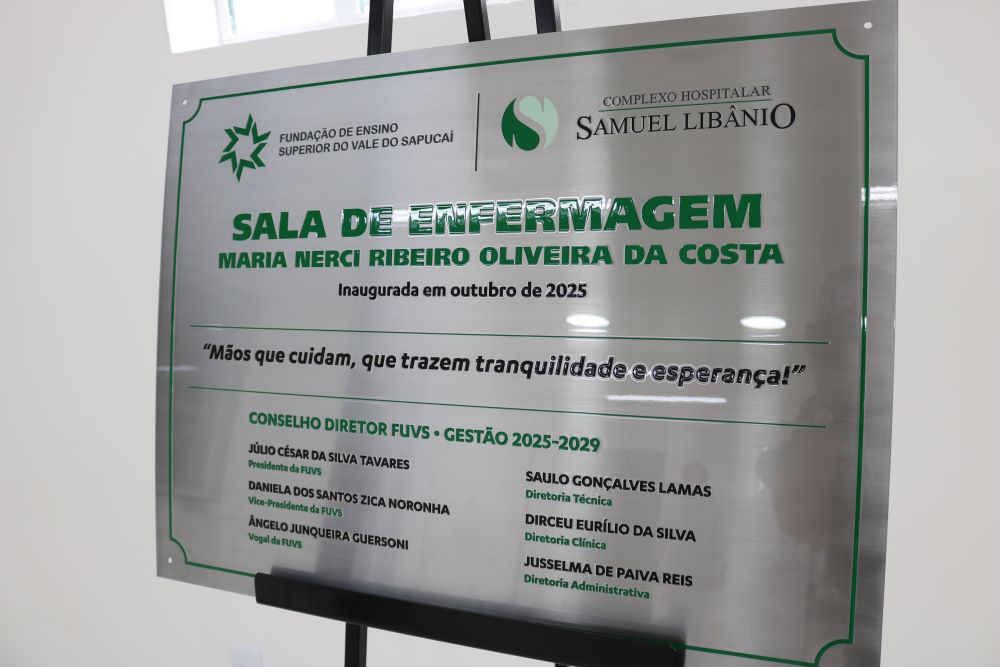 FUNDAÇÃO DE ENSINO
SUPERIOR DO VALE DO SAPUCAÍ
COMPLEXO HOSPITALAR
SAMUEL LIBÂNIO
SALA DE ENFERMAGEM
MARIA NERCI RIBEIRO OLIVEIRA DA COSTA
Inaugurada em outubro de 2025
“Mãos que cuidam, que trazem tranquilidade e esperança!”
CONSELHO DIRETOR FUVS • GESTÃO 2025-2029
JÚLIO CÉSAR DA SILVA TAVARES
Presidente da FUVS
DANIELA DOS SANTOS ZICA NORONHA
Vice-Presidente da FUVS
ÂNGELO JUNQUEIRA GUERSONI
Vogal da FUVS
SAULO GONÇALVES LAMAS
Diretoria Técnica
DIRCEU EURÍLIO DA SILVA
Diretoria Clínica
JUSSELMA DE PAIVA REIS
Diretoria Administrativa